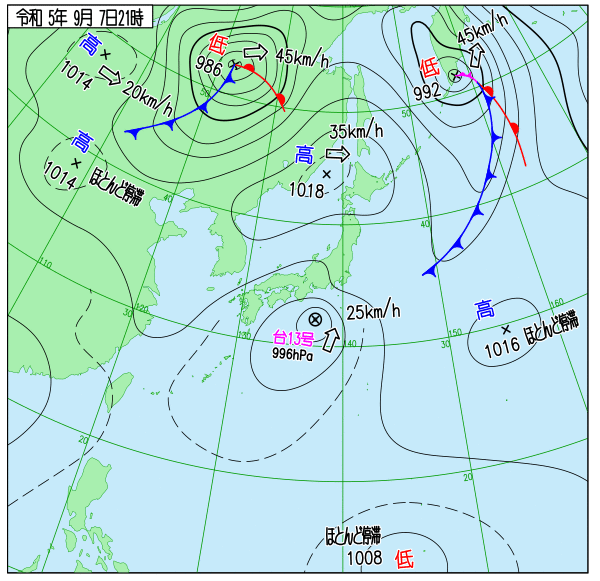 令和 5年 9月 7日21時
低
986
45km/h
高
1014
20km/h
50
低
992
45km/h
50
35km/h
高
1018
高
1014
ほとんど停滞
40
40
110
30
120
130
140
150
30
160
25km/h
台13号
996hPa
高
1016
ほとんど停滞
20
20
ほとんど停滞
1008
低